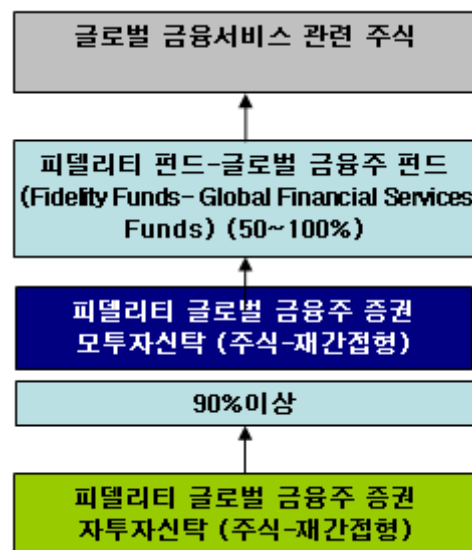 글로벌 금융서비스 관련 주식
피델리티 펀드-글로벌 금융주 펀드
(Fidelity Funds- Global Financial Services
Funds) (50~100%)
피델리티 글로벌 금융주 증권
모투자신탁 (주식-재간접형)
90%이상
피델리티 글로벌 금융주 증권
자투자신탁 (주식-재간접형)